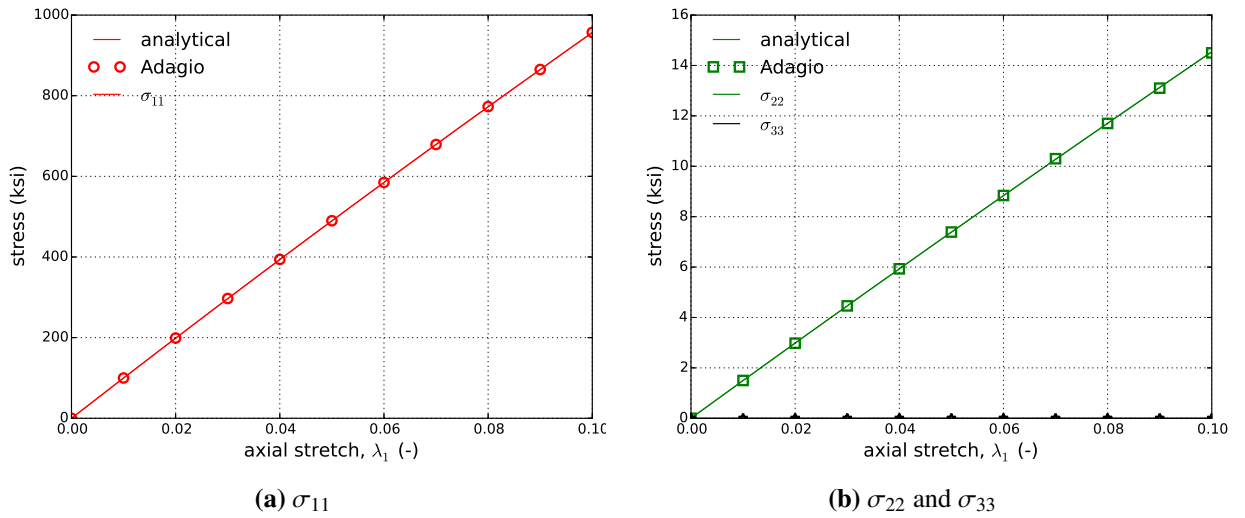 1000
800
600
400
200
0
stress (ksi)
analytical
Adagio
σ₁₁
0.00 0.02 0.04 0.06 0.08 0.10
axial stretch, λ₁ (-)
(a) σ₁₁
16
14
12
10
8
6
4
2
0
stress (ksi)
analytical
Adagio
σ₂₂
σ₃₃
0.00 0.02 0.04 0.06 0.08 0.10
axial stretch, λ₁ (-)
(b) σ₂₂ and σ₃₃